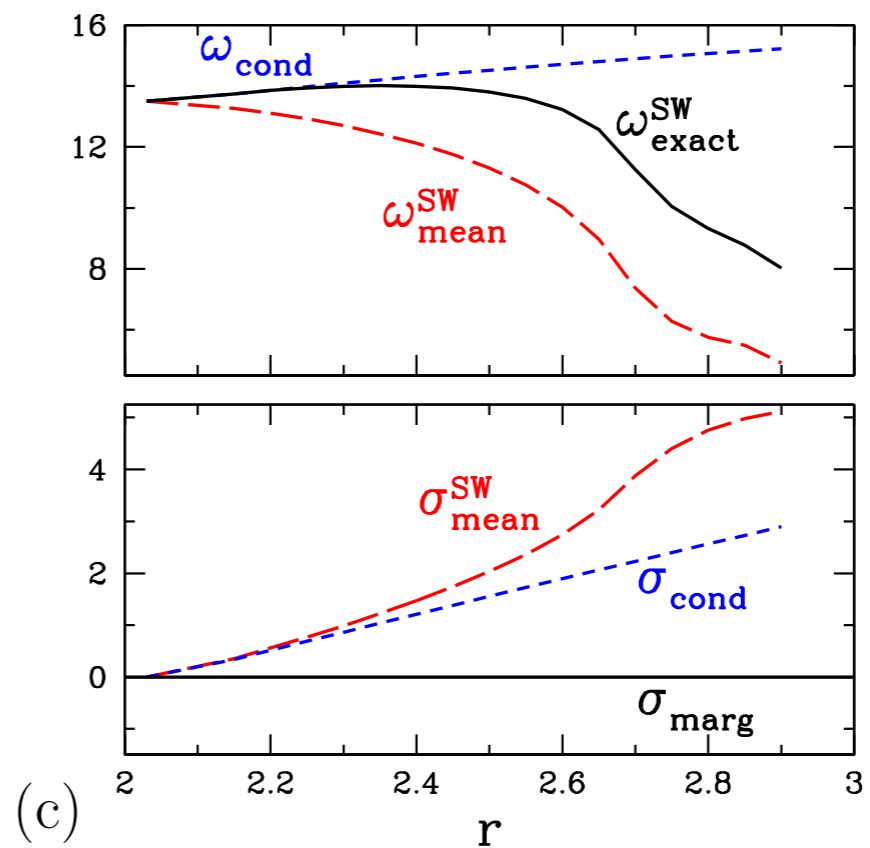 16
12
8
ω_cond
ω^SW_exact
ω^SW_mean
4
2
0
σ^SW_mean
σ_cond
σ_marg
2 2.2 2.4 2.6 2.8 3
(c)
r